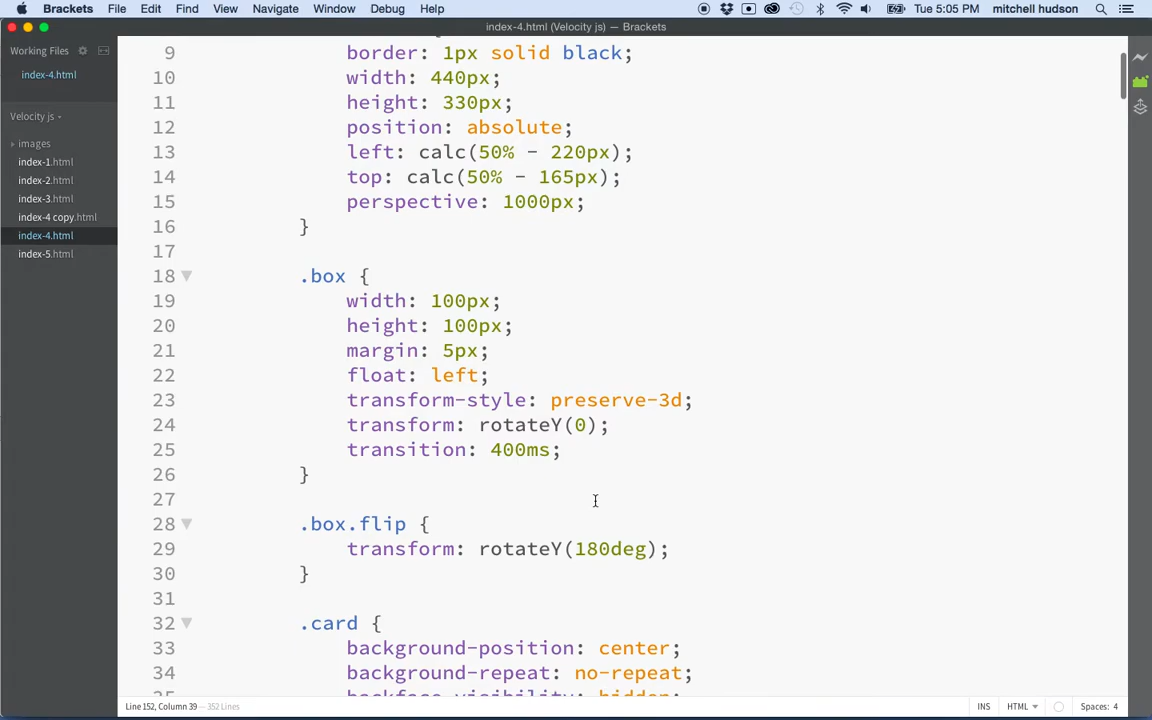 Brackets File Edit Find View Navigate Window Debug Help Tue 5:05 PM mitchell hudson
index-4.html (Velocity js) — Brackets
Working Files
index-4.html
Velocity js
images
index-1.html
index-2.html
index-3.html
index-4 copy.html
index-4.html
index-5.html
9 border: 1px solid black;
10 width: 440px;
11 height: 330px;
12 position: absolute;
13 left: calc(50% - 220px);
14 top: calc(50% - 165px);
15 perspective: 1000px;
16 }
17
18 .box {
19 width: 100px;
20 height: 100px;
21 margin: 5px;
22 float: left;
23 transform-style: preserve-3d;
24 transform: rotateY(0);
25 transition: 400ms;
26 }
27
28 .box.flip {
29 transform: rotateY(180deg);
30 }
31
32 .card {
33 background-position: center;
34 background-repeat: no-repeat;
35 backface-visibility: hidden;
Line 152, Column 39 — 352 Lines INS HTML Spaces: 4